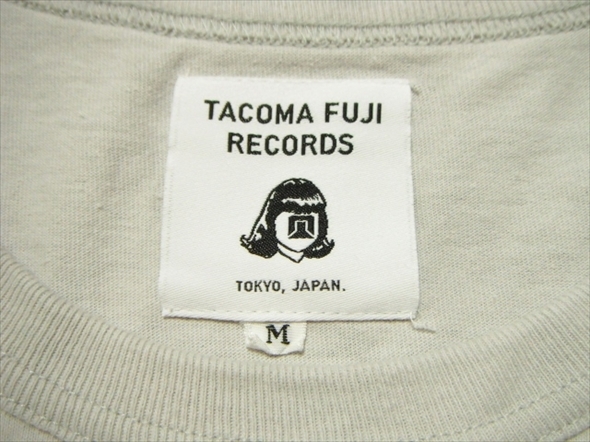 TACOMA FUJI
RECORDS
TOKYO, JAPAN.
M